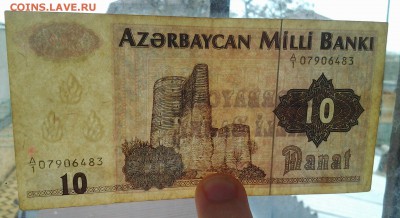 COINS.LAVE.RU
AZƏRBAYCAN MİLLİ BANKI
A/1 07906483
10
A/1 07906483
10 Manat